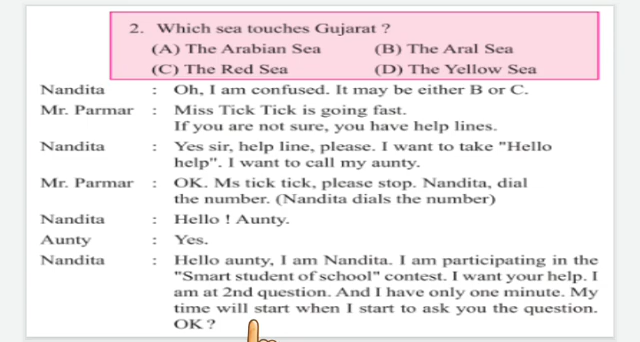 2. Which sea touches Gujarat ?
(A) The Arabian Sea (B) The Aral Sea
(C) The Red Sea (D) The Yellow Sea
Nandita : Oh, I am confused. It may be either B or C.
Mr. Parmar : Miss Tick Tick is going fast.
If you are not sure, you have help lines.
Nandita : Yes sir, help line, please. I want to take "Hello
help". I want to call my aunty.
Mr. Parmar : OK. Ms tick tick, please stop. Nandita, dial
the number. (Nandita dials the number)
Nandita : Hello ! Aunty.
Aunty : Yes.
Nandita : Hello aunty, I am Nandita. I am participating in the
"Smart student of school" contest. I want your help. I
am at 2nd question. And I have only one minute. My
time will start when I start to ask you the question.
OK ?